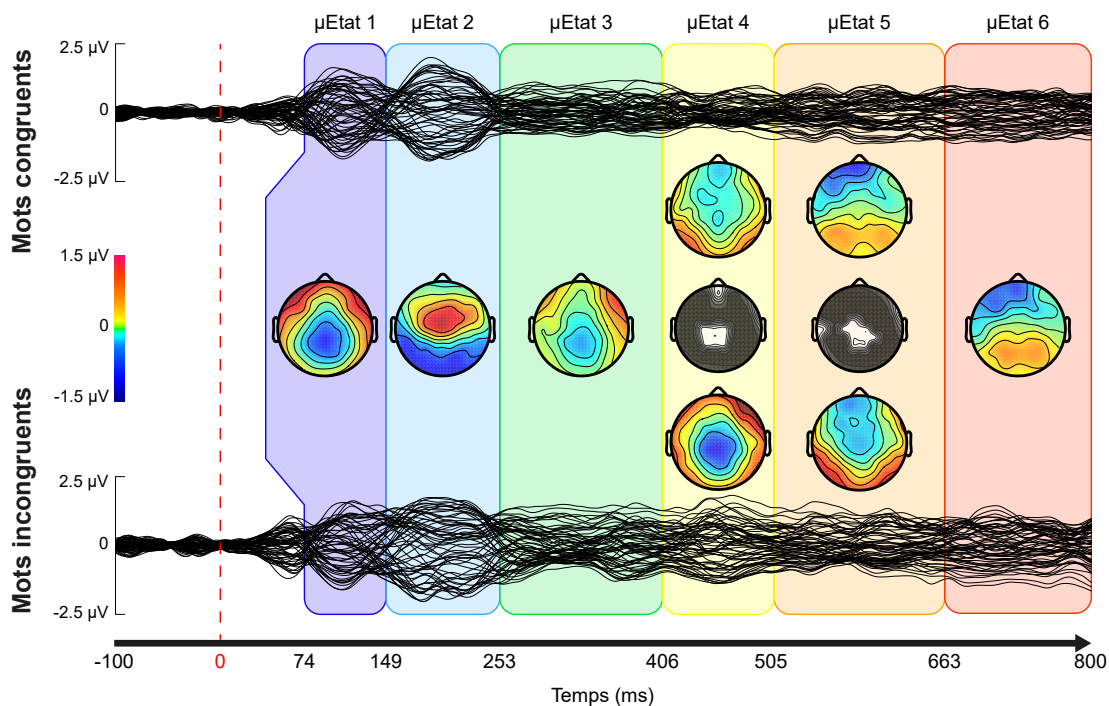 µEtat 1 µEtat 2 µEtat 3 µEtat 4 µEtat 5 µEtat 6
Mots congruents
2.5 µV
0
-2.5 µV
1.5 µV
0
-1.5 µV
Mots incongruents
2.5 µV
0
-2.5 µV
-100 0 74 149 253 406 505 663 800
Temps (ms)